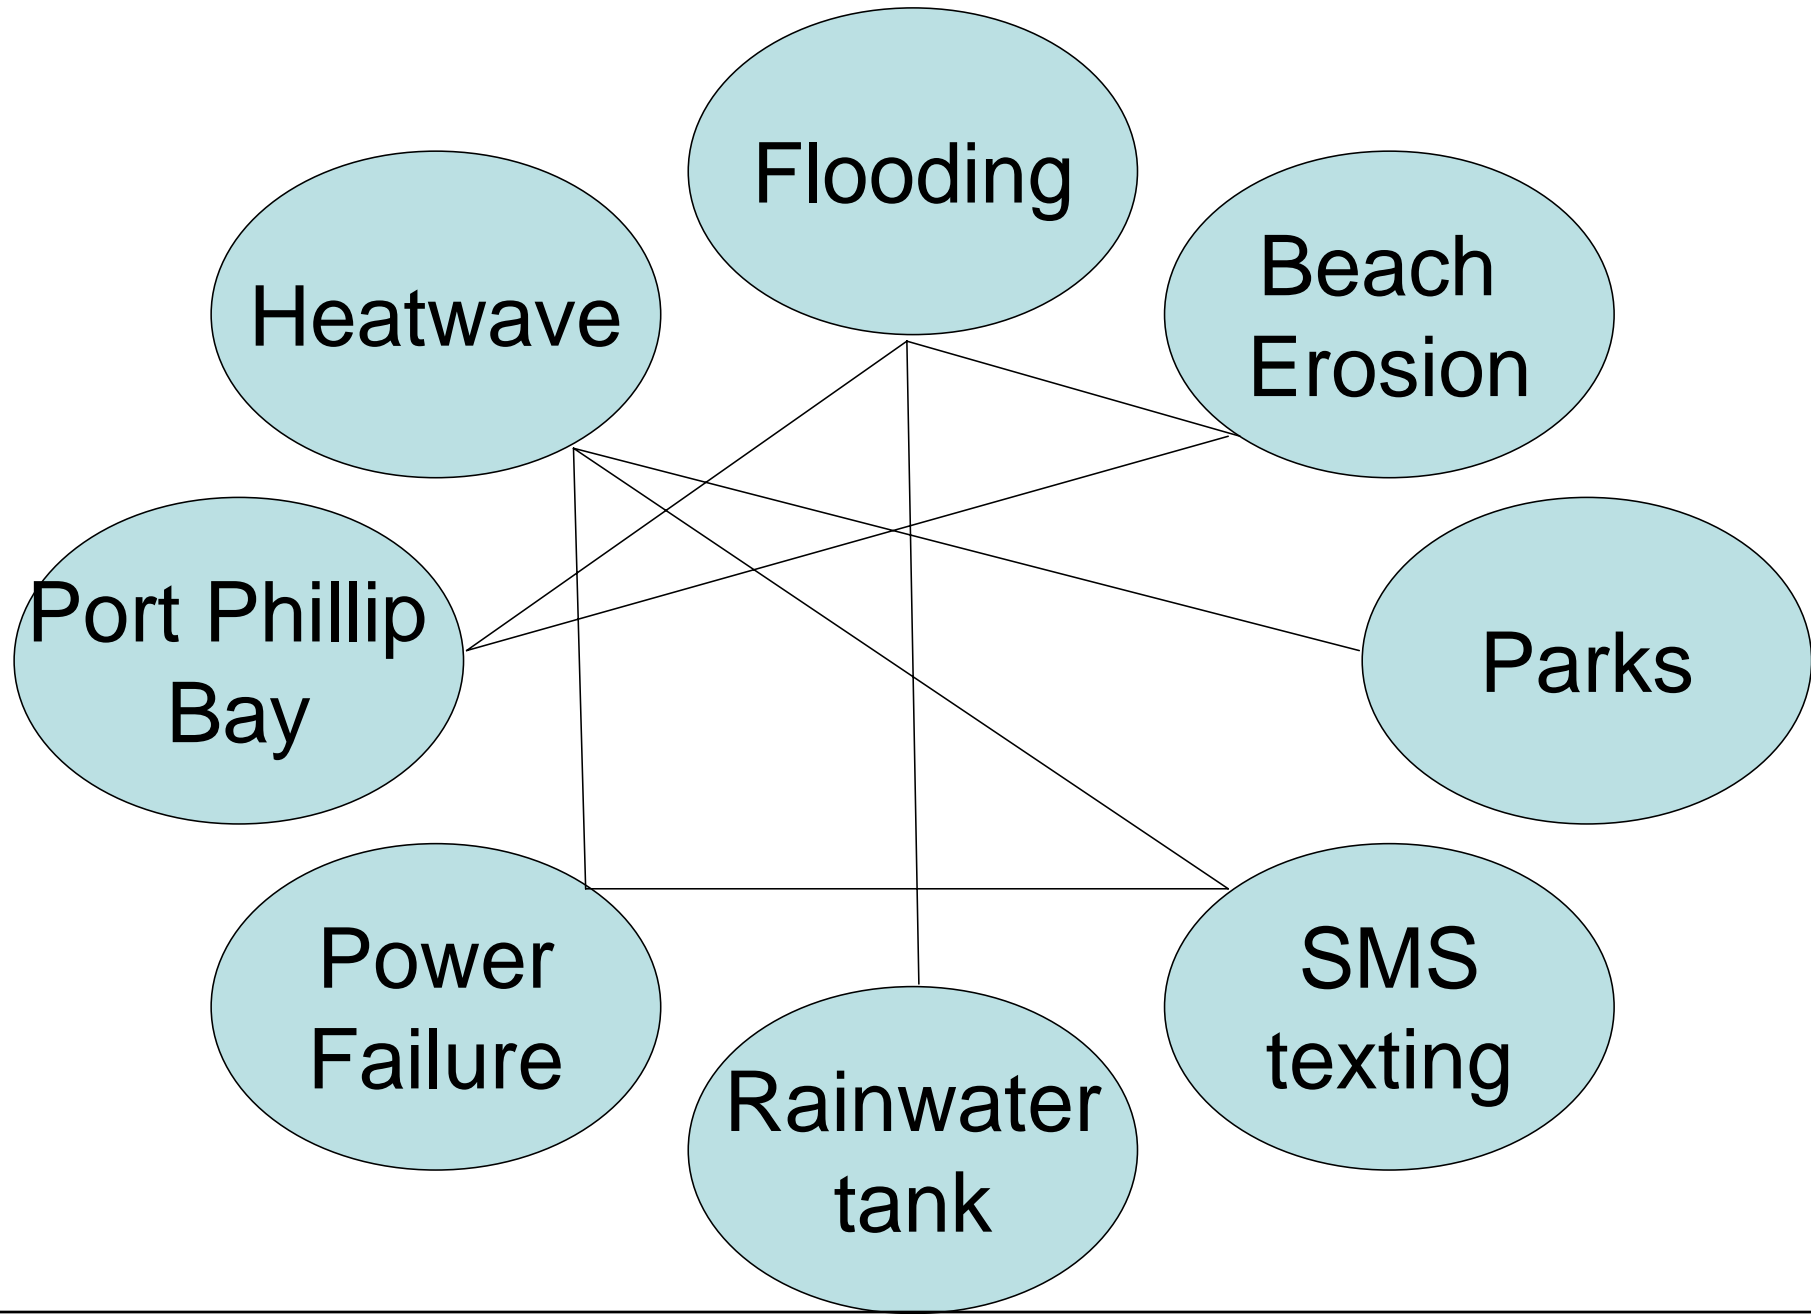 Flooding
Heatwave
Beach
Erosion
Port Phillip
Bay
Parks
Power
Failure
SMS
texting
Rainwater
tank